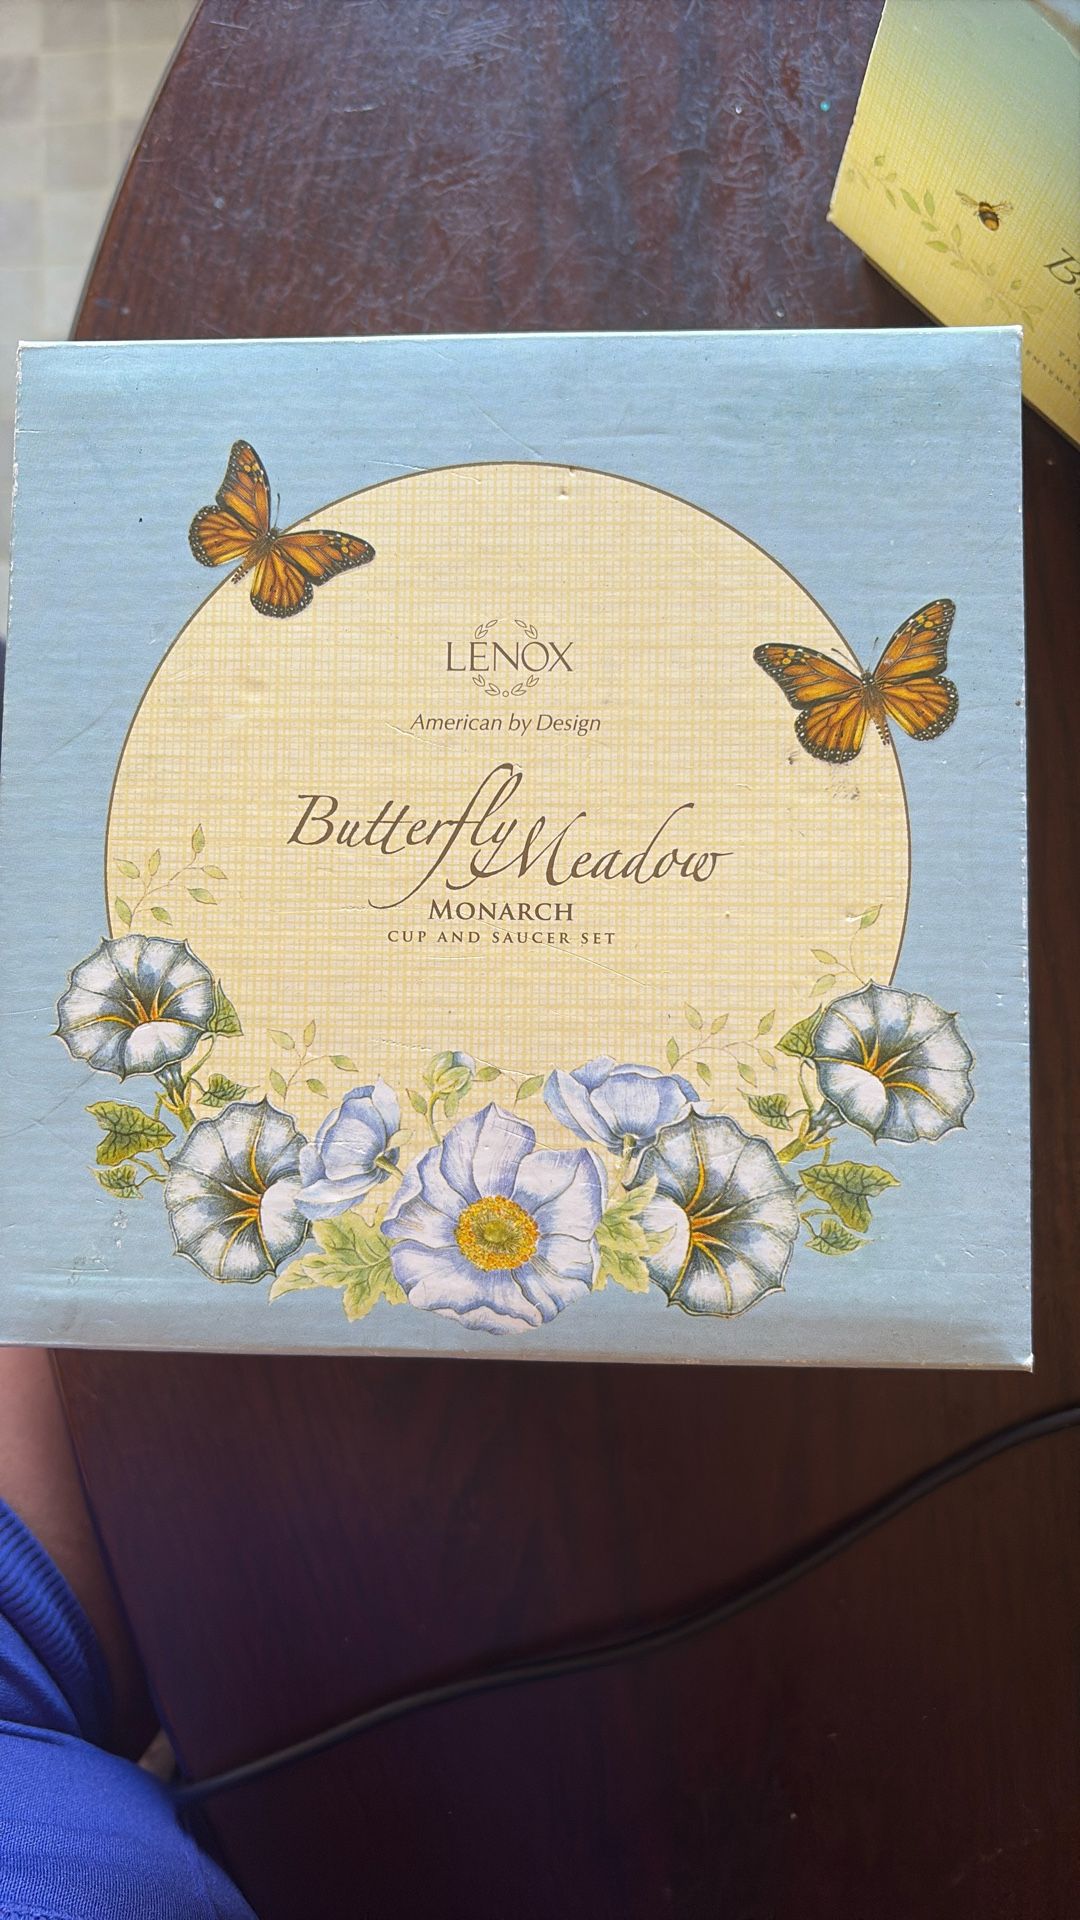 LENOX
American by Design
Butterfly Meadow
MONARCH
CUP AND SAUCER SET